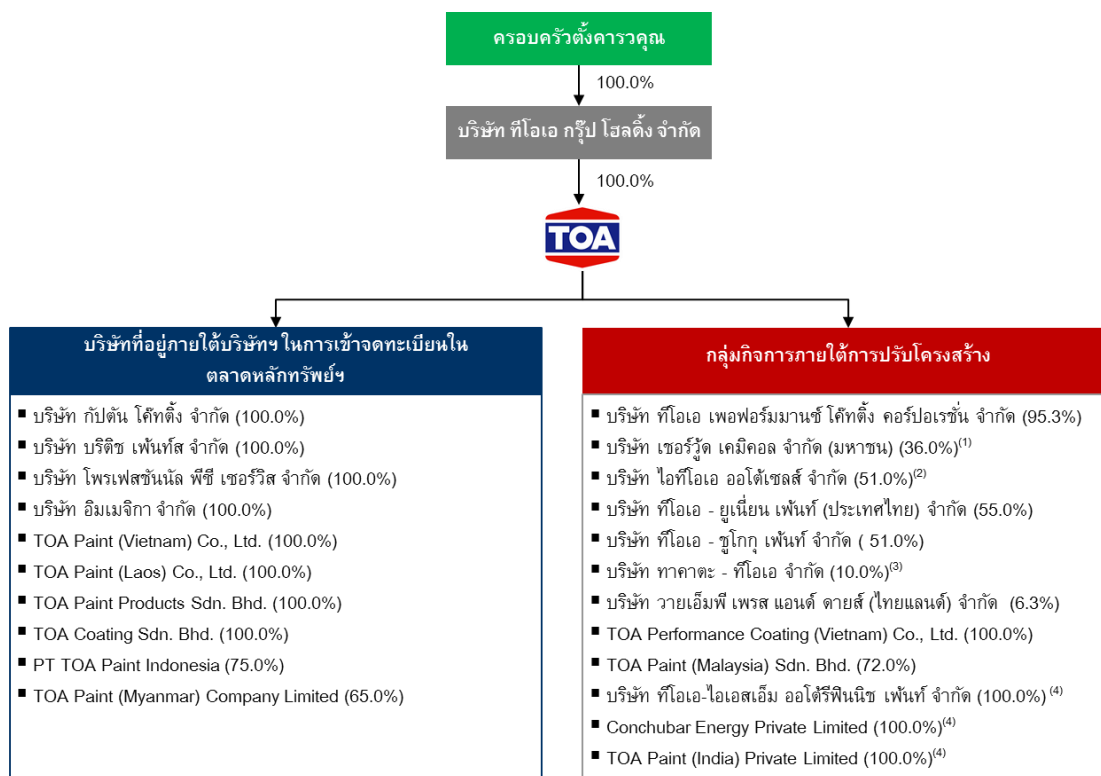 ครอบครัวตั้งคารวคุณ
100.0%
บริษัท ทีโอเอ กรุ๊ป โฮลดิ้ง จำกัด
100.0%
TOA
บริษัทที่อยู่ภายใต้บริษัทฯ ในการเข้าจดทะเบียนใน
ตลาดหลักทรัพย์ฯ
▪ บริษัท กัปตัน โค๊ทติ้ง จำกัด (100.0%)
▪ บริษัท บริติช เพ้นท์ส จำกัด (100.0%)
▪ บริษัท โพรเฟสชันนัล พีซี เซอร์วิส จำกัด (100.0%)
▪ บริษัท อิมเมจิกา จำกัด (100.0%)
▪ TOA Paint (Vietnam) Co., Ltd. (100.0%)
▪ TOA Paint (Laos) Co., Ltd. (100.0%)
▪ TOA Paint Products Sdn. Bhd. (100.0%)
▪ TOA Coating Sdn. Bhd. (100.0%)
▪ PT TOA Paint Indonesia (75.0%)
▪ TOA Paint (Myanmar) Company Limited (65.0%)
กลุ่มกิจการภายใต้การปรับโครงสร้าง
▪ บริษัท ทีโอเอ เพอฟอร์มมานซ์ โค๊ทติ้ง คอร์ปอเรชั่น จำกัด (95.3%)
▪ บริษัท เชอร์วู้ด เคมิคอล จำกัด (มหาชน) (36.0%)(1)
▪ บริษัท ไอทีโอเอ ออโต้เซลส์ จำกัด (51.0%)(2)
▪ บริษัท ทีโอเอ - ยูเนี่ยน เพ้นท์ (ประเทศไทย) จำกัด (55.0%)
▪ บริษัท ทีโอเอ - ชูโกกุ เพ้นท์ จำกัด ( 51.0%)
▪ บริษัท ทาคาตะ - ทีโอเอ จำกัด (10.0%)(3)
▪ บริษัท วายเอ็มพี เพรส แอนด์ ดายส์ (ไทยแลนด์) จำกัด (6.3%)
▪ TOA Performance Coating (Vietnam) Co., Ltd. (100.0%)
▪ TOA Paint (Malaysia) Sdn. Bhd. (72.0%)
▪ บริษัท ทีโอเอ-ไอเอสเอ็ม ออโต้รีฟินนิช เพ้นท์ จำกัด (100.0%) (4)
▪ Conchubar Energy Private Limited (100.0%)(4)
▪ TOA Paint (India) Private Limited (100.0%)(4)